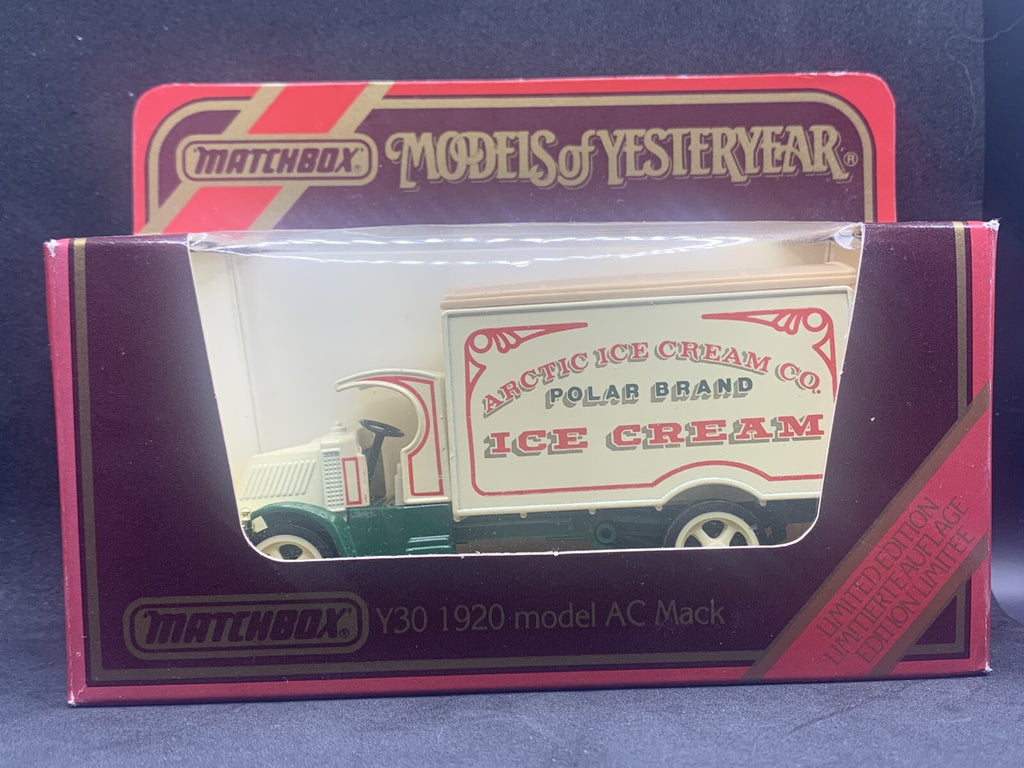 MATCHBOX®
MODELS of YESTERYEAR®
ARCTIC ICE CREAM CO.
POLAR BRAND
ICE CREAM
MATCHBOX® Y30 1920 model AC Mack
LIMITED EDITION
LIMITIERTE AUFLAGE
EDITION LIMITÉE